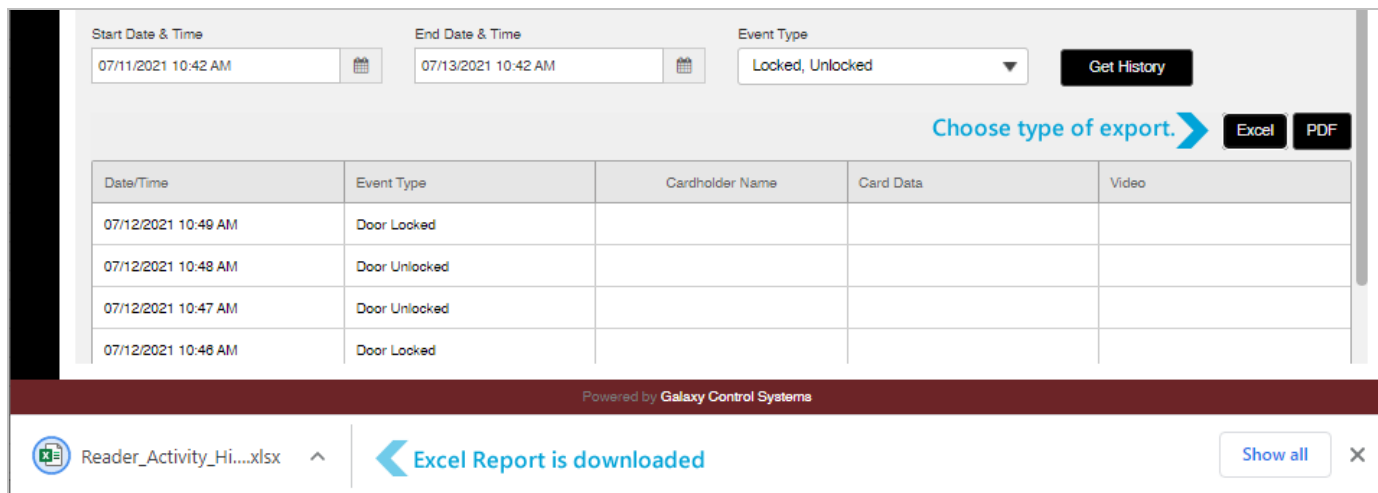 Start Date & Time End Date & Time Event Type
07/11/2021 10:42 AM 07/13/2021 10:42 AM Locked, Unlocked Get History
Choose type of export. Excel PDF
Date/Time Event Type Cardholder Name Card Data Video
07/12/2021 10:49 AM Door Locked
07/12/2021 10:48 AM Door Unlocked
07/12/2021 10:47 AM Door Unlocked
07/12/2021 10:46 AM Door Locked
Powered by Galaxy Control Systems
Reader_Activity_Hi....xlsx Excel Report is downloaded Show all